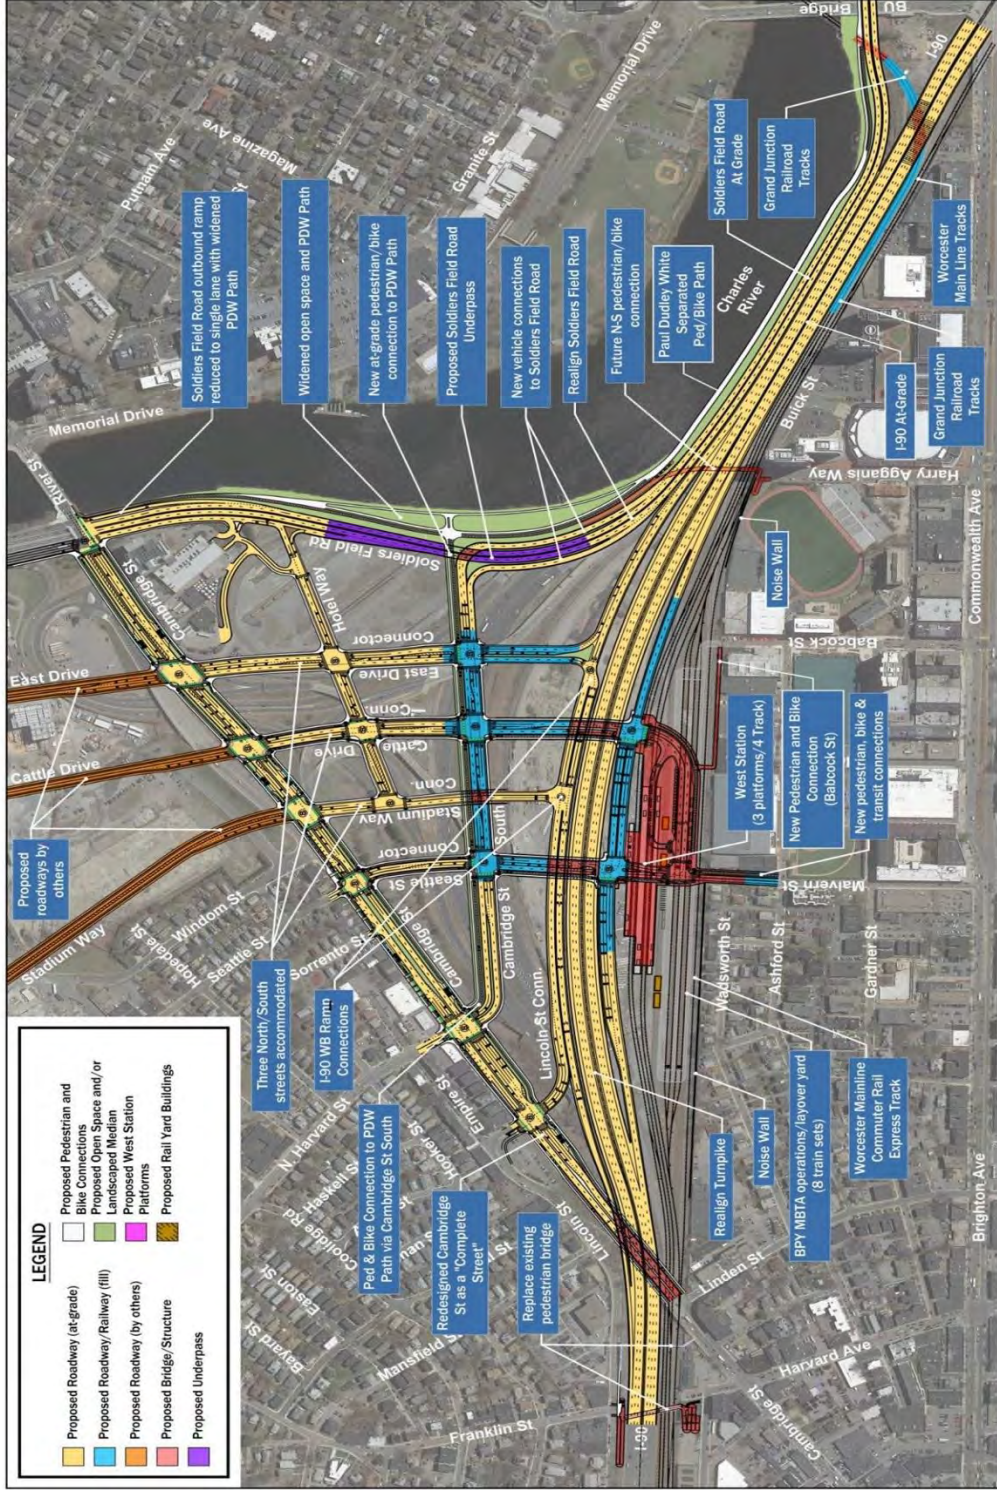 LEGEND
Proposed Roadway (at-grade)
Proposed Roadway/Railway (fill)
Proposed Roadway (by others)
Proposed Bridge/Structure
Proposed Underpass
Proposed Pedestrian and
Bike Connections
Proposed Open Space and/or
Landscaped Median
Proposed West Station
Platforms
Proposed Rail Yard Buildings
Proposed
roadways by
others
Three North/South
streets accommodated
I-90 WB Ramp
Connections
Ped & Bike Connection to PDW
Path via Cambridge St South
Redesigned Cambridge
St as a "Complete
Street"
Replace existing
pedestrian bridge
Soldiers Field Road outbound ramp
reduced to single lane with widened
PDW Path
Widened open space and PDW Path
New at-grade pedestrian/bike
connection to PDW Path
Proposed Soldiers Field Road
Underpass
New vehicle connections
to Soldiers Field Road
Realign Soldiers Field Road
Future N-S pedestrian/bike
connection
Paul Dudley White
Separated
Ped/Bike Path
Soldiers Field Road
At Grade
Grand Junction
Railroad
Tracks
Worcester
Main Line Tracks
Grand Junction
Railroad
Tracks
I-90 At-Grade
Noise Wall
West Station
(3 platforms/4 Track)
New Pedestrian and Bike
Connection
(Babcock St)
New pedestrian, bike &
transit connections
Realign Turnpike
Noise Wall
BPY MBTA operations/layover yard
(8 train sets)
Worcester Mainline
Commuter Rail
Express Track
Stadium Way
Cattle Drive
East Drive
Hopedale St
Windom St
Seattle St
Sorrento St
N. Harvard St
Coolidge Rd
Haskell St
Easton St
Bayard St
Mansfield St
Hooker St
Empire St
Lincoln St
Franklin St
Cambridge St
Cambridge St
Cambridge St
South
Lincoln St Conn.
Seattle St
Connector
Stadium Way
Conn.
Cattle
Drive
Conn.
East Drive
Connector
Hotel Way
Soldiers Field Rd
Cambridge St
River St
Memorial Drive
Putnam Ave
Magazine Ave
St
Granite St
Memorial Drive
BU
Bridge
I-90
Charles
River
Buick St
Harry Agganis Way
Commonwealth Ave
Babcock St
Malvern St
Gardner St
Ashford St
Wadsworth St
Linden St
Harvard Ave
Cambridge St
Brighton Ave
I-90